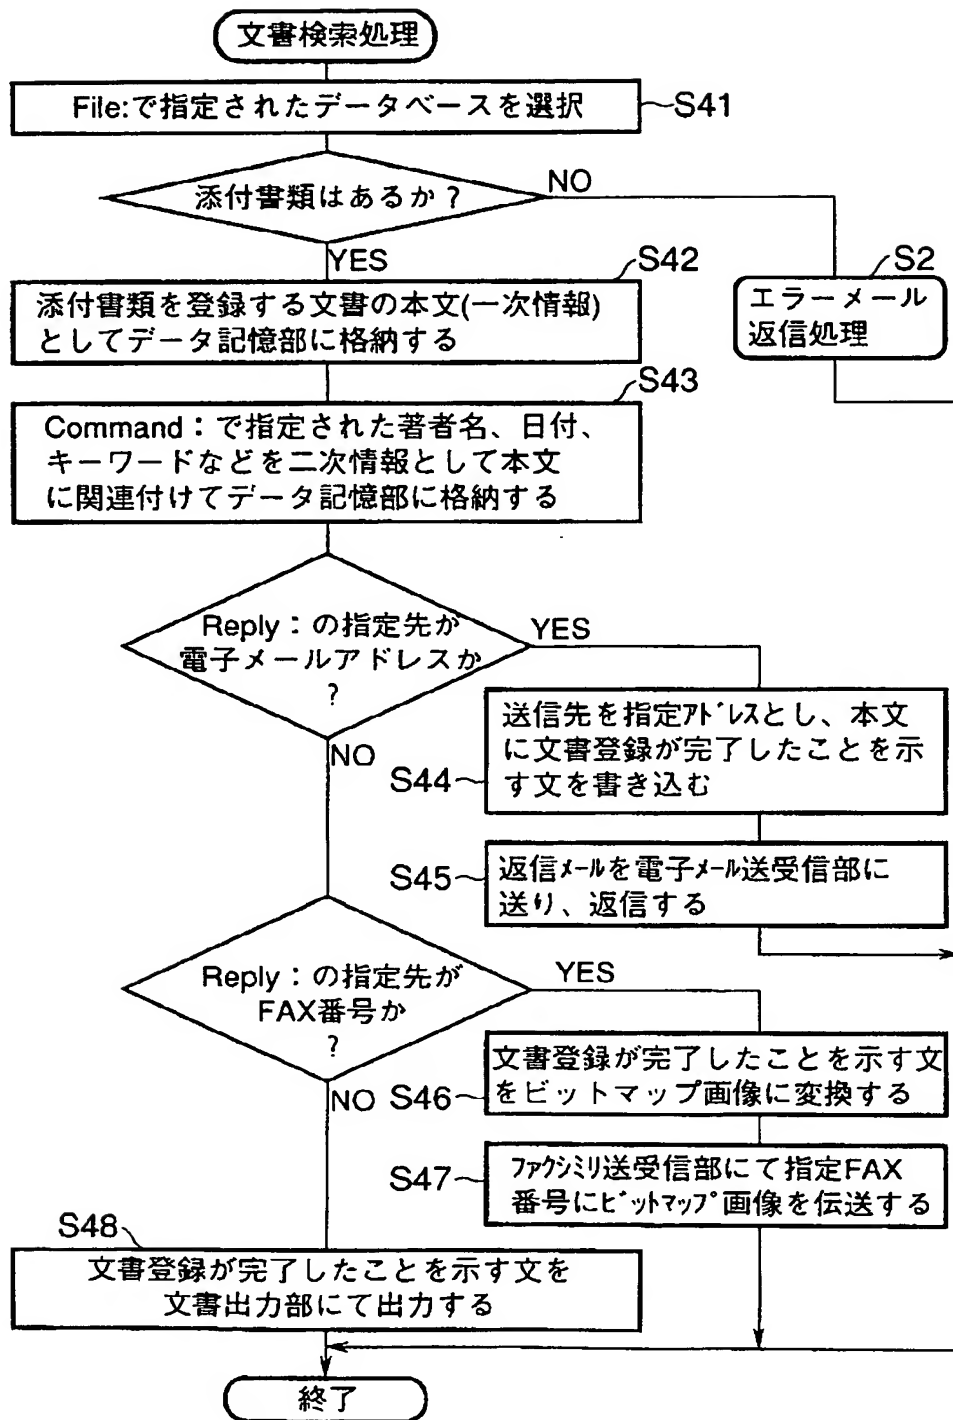 文書検索処理
File:で指定されたデータベースを選択
S41
添付書類はあるか？
NO
YES
S42
添付書類を登録する文書の本文(一次情報)
としてデータ記憶部に格納する
S2
エラーメール
返信処理
S43
Command：で指定された著者名、日付、
キーワードなどを二次情報として本文
に関連付けてデータ記憶部に格納する
Reply：の指定先が
電子メールアドレスか
？
YES
NO
S44
送信先を指定ｱﾄﾞﾚｽとし、本文
に文書登録が完了したことを示
す文を書き込む
S45
返信ﾒｰﾙを電子ﾒｰﾙ送受信部に
送り、返信する
Reply：の指定先が
FAX番号か
？
YES
NO
S46
文書登録が完了したことを示す文
をビットマップ画像に変換する
S47
ﾌｧｸｼﾐﾘ送受信部にて指定FAX
番号にﾋﾞｯﾄﾏｯﾌﾟ画像を伝送する
S48
文書登録が完了したことを示す文を
文書出力部にて出力する
終了